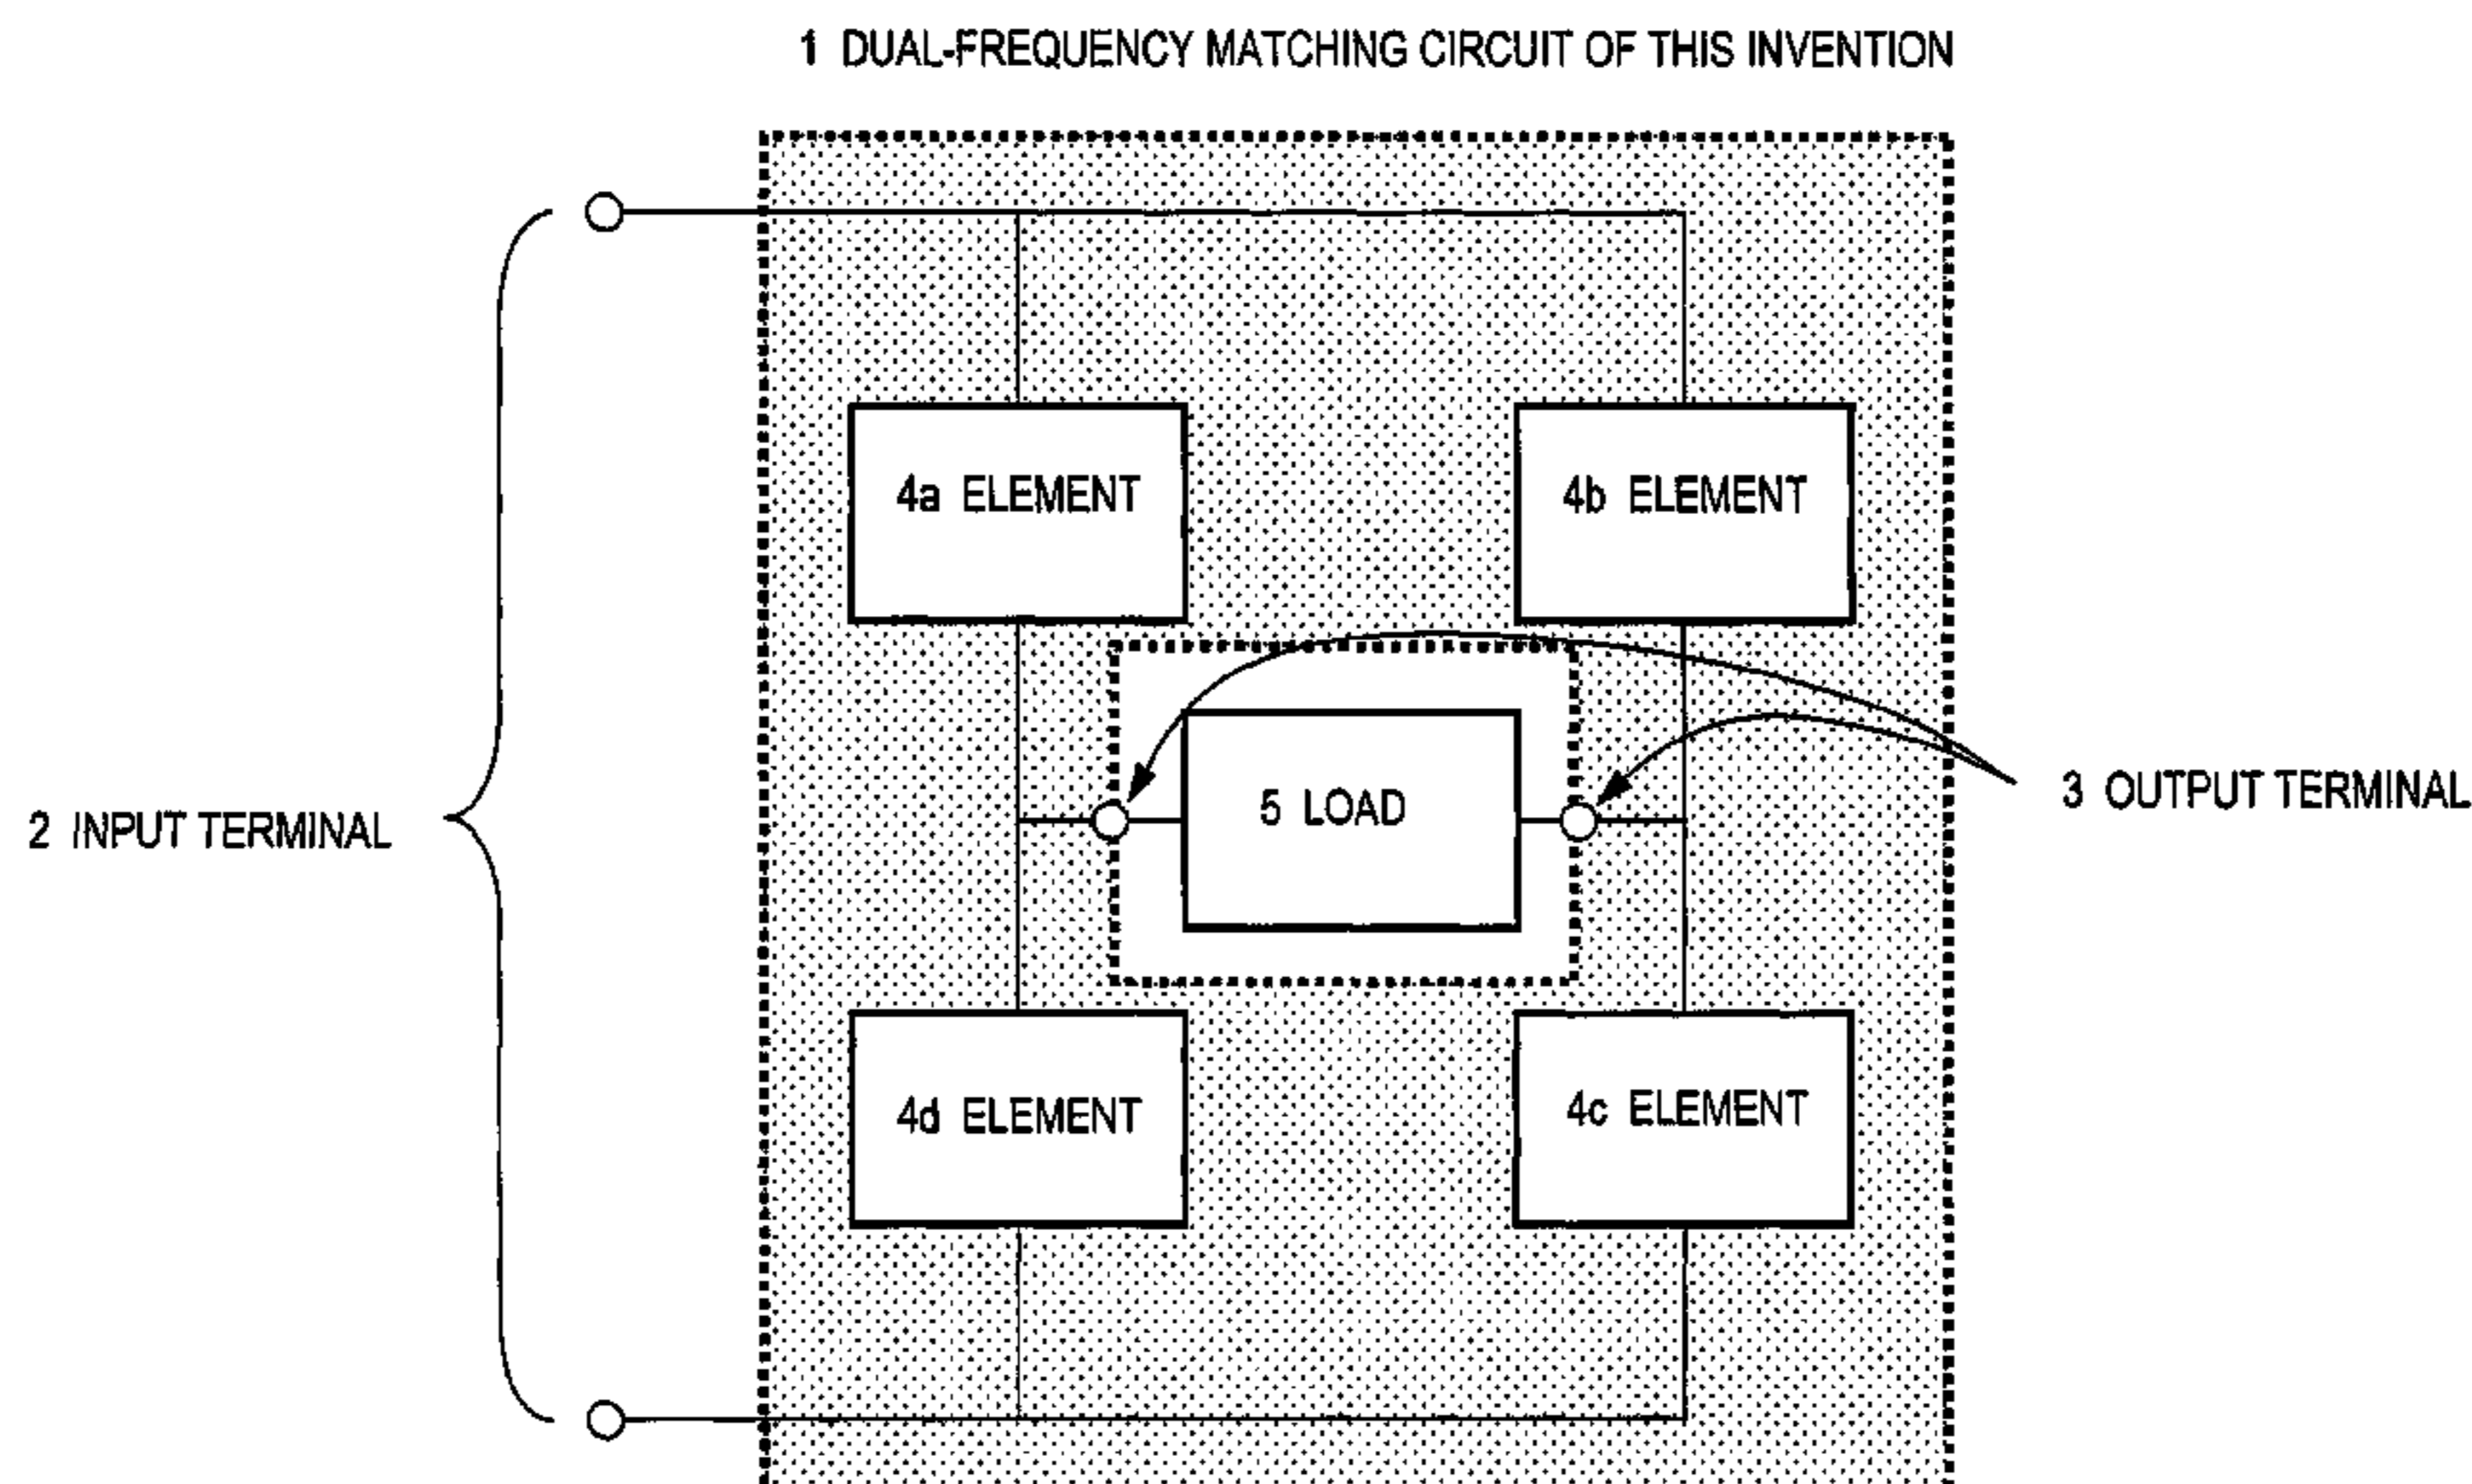 1 DUAL-FREQUENCY MATCHING CIRCUIT OF THIS INVENTION
4a ELEMENT
4b ELEMENT
2 INPUT TERMINAL
5 LOAD
3 OUTPUT TERMINAL
4d ELEMENT
4c ELEMENT